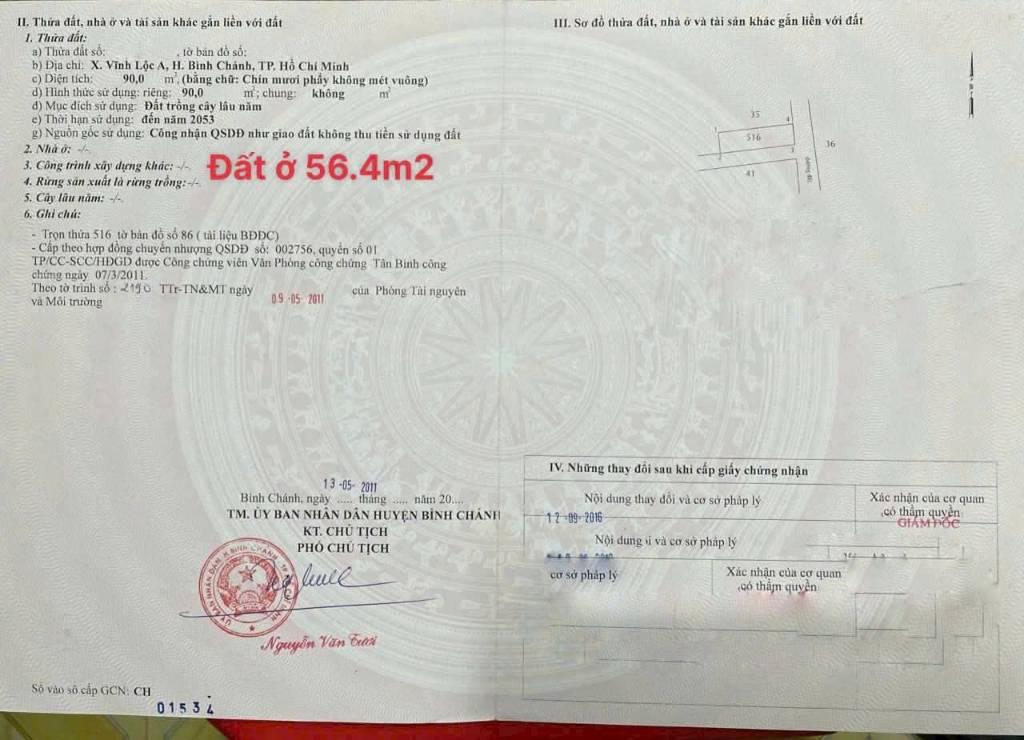 II. Thửa đất, nhà ở và tài sản khác gắn liền với đất
1. Thửa đất:
a) Thửa đất số: , tờ bản đồ số:
b) Địa chỉ: X. Vĩnh Lộc A, H. Bình Chánh, TP. Hồ Chí Minh
c) Diện tích: 90,0 m², (bằng chữ: Chín mươi phẩy không mét vuông)
d) Hình thức sử dụng: riêng: 90,0 m²; chung: không m²
đ) Mục đích sử dụng: Đất trồng cây lâu năm
e) Thời hạn sử dụng: đến năm 2053
g) Nguồn gốc sử dụng: Công nhận QSDĐ như giao đất không thu tiền sử dụng đất
2. Nhà ở: -/-
3. Công trình xây dựng khác: -/-
Đất ở 56.4m2
4. Rừng sản xuất là rừng trồng:-/-
5. Cây lâu năm: -/-
6. Ghi chú:
- Trọn thửa 516 tờ bản đồ số 86 ( tài liệu BĐĐC)
- Cấp theo hợp đồng chuyển nhượng QSDĐ số: 002756, quyển số 01
TP/CC-SCC/HĐGD được Công chứng viên Văn Phòng công chứng Tân Bình công
chứng ngày 07/3/2011.
Theo tờ trình số : 2190 TTr-TN&MT ngày 09-05-2011 của Phòng Tài nguyên
và Môi trường
13-05-2011
Bình Chánh, ngày ..... tháng ..... năm 20....
TM. ỦY BAN NHÂN DÂN HUYỆN BÌNH CHÁNH
KT. CHỦ TỊCH
PHÓ CHỦ TỊCH
Nguyễn Văn Tươi
Số vào sổ cấp GCN: CH
01534
III. Sơ đồ thửa đất, nhà ở và tài sản khác gắn liền với đất
35
1
4
516
36
2
3
41
IV. Những thay đổi sau khi cấp giấy chứng nhận
Nội dung thay đổi và cơ sở pháp lý
Xác nhận của cơ quan
có thẩm quyền
12-09-2016
GIÁM ĐỐC
Nội dung và cơ sở pháp lý
cơ sở pháp lý
Xác nhận của cơ quan
có thẩm quyền